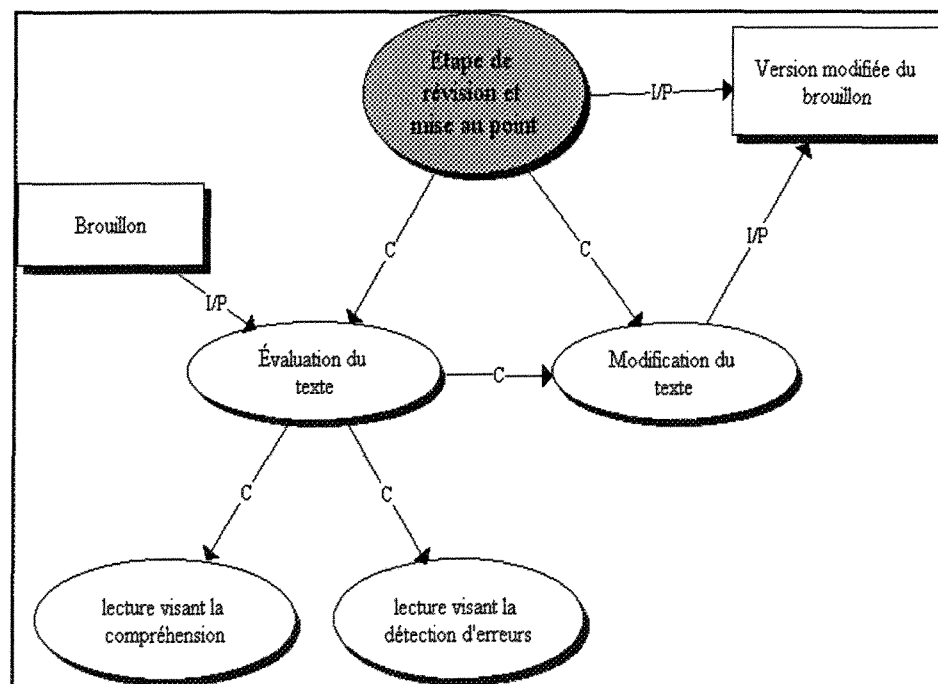 Étape de
révision et
mise au point
I/P
Version modifiée du
brouillon
Brouillon
C
C
I/P
I/P
Évaluation du
texte
C
Modification du
texte
C
C
lecture visant la
compréhension
lecture visant la
détection d'erreurs